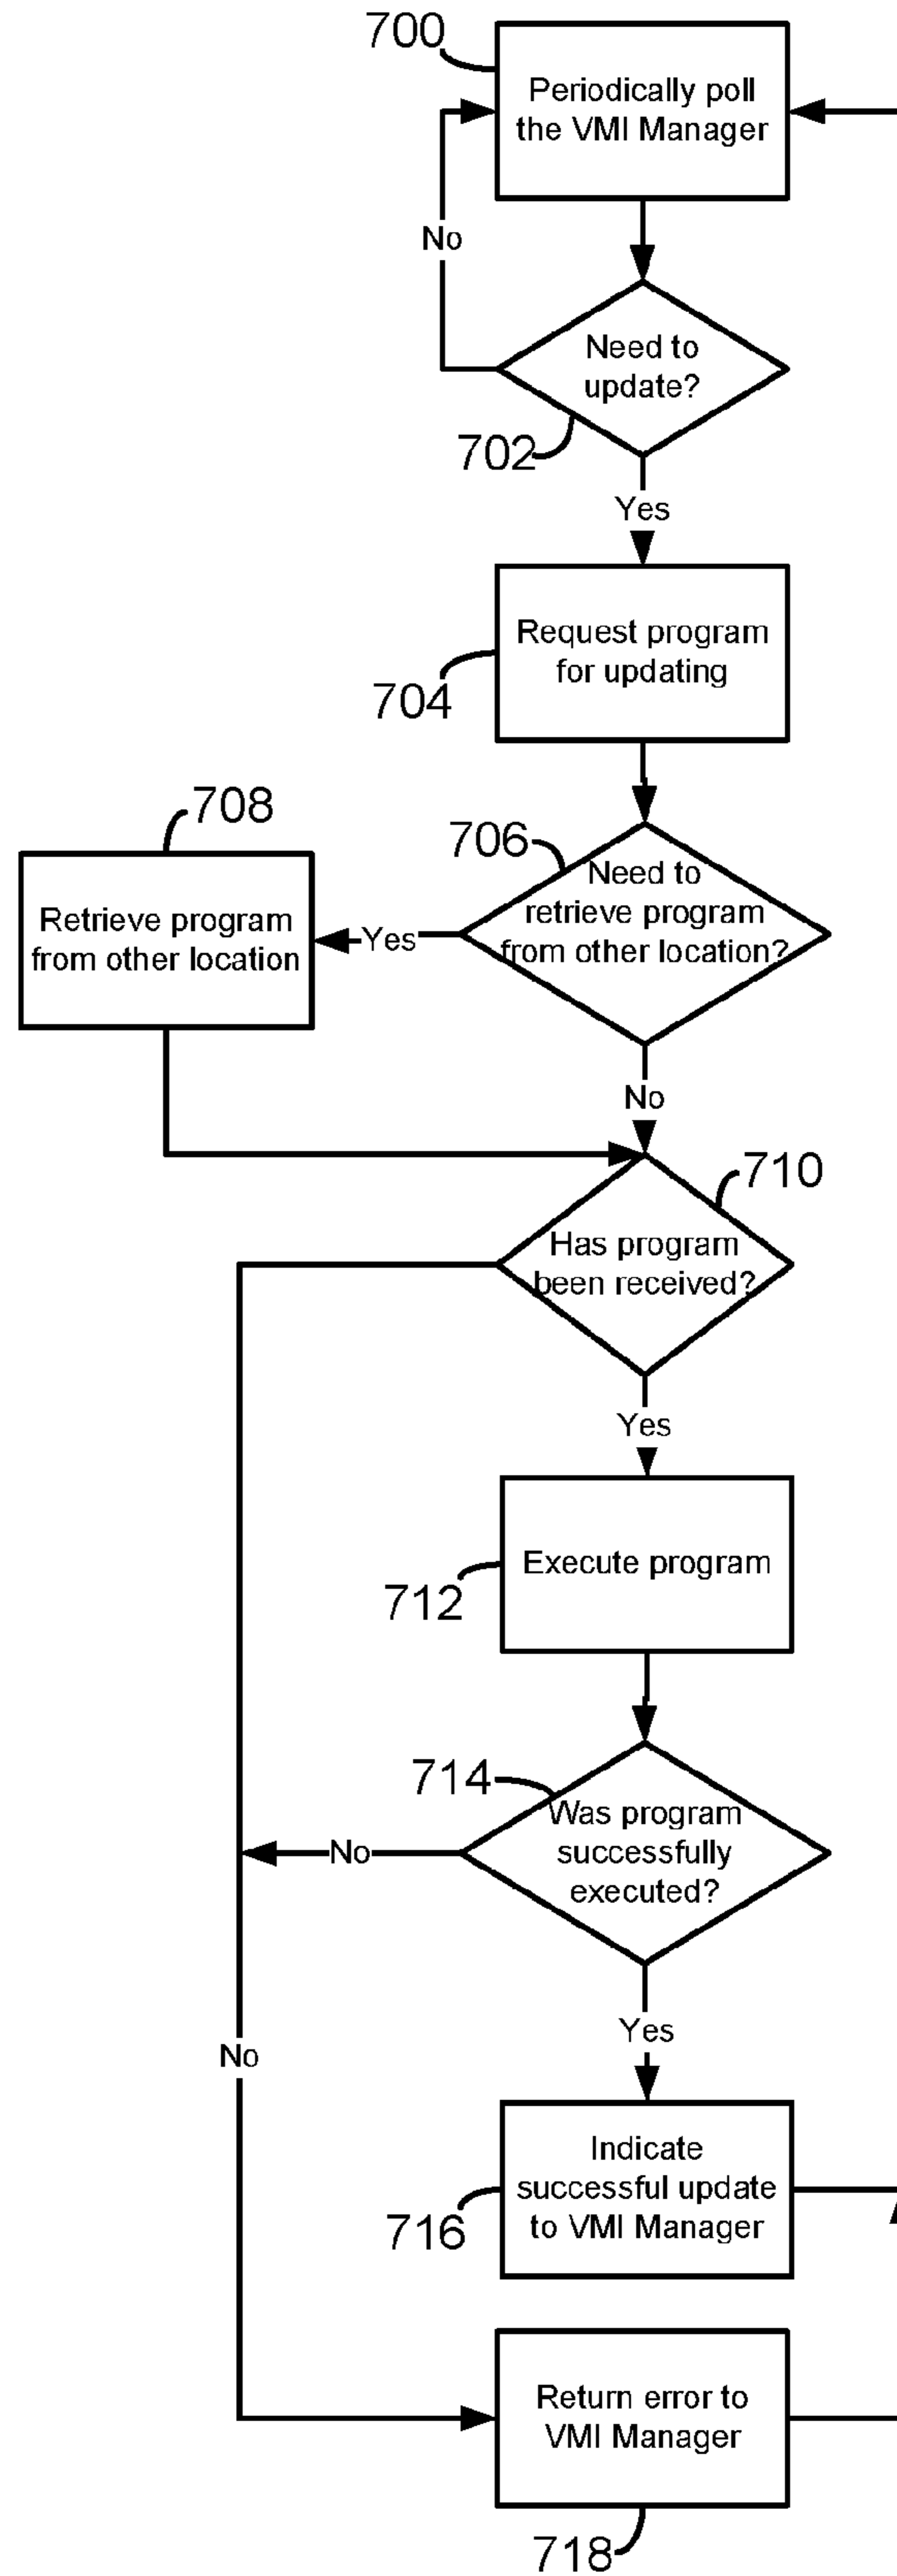 700
Periodically poll
the VMI Manager
No
Need to
update?
702
Yes
Request program
for updating
704
708
706
Need to
retrieve program
from other location?
Retrieve program
from other location
Yes
No
710
Has program
been received?
Yes
Execute program
712
714
Was program
successfully
executed?
No
Yes
No
Indicate
successful update
to VMI Manager
716
Return error to
VMI Manager
718